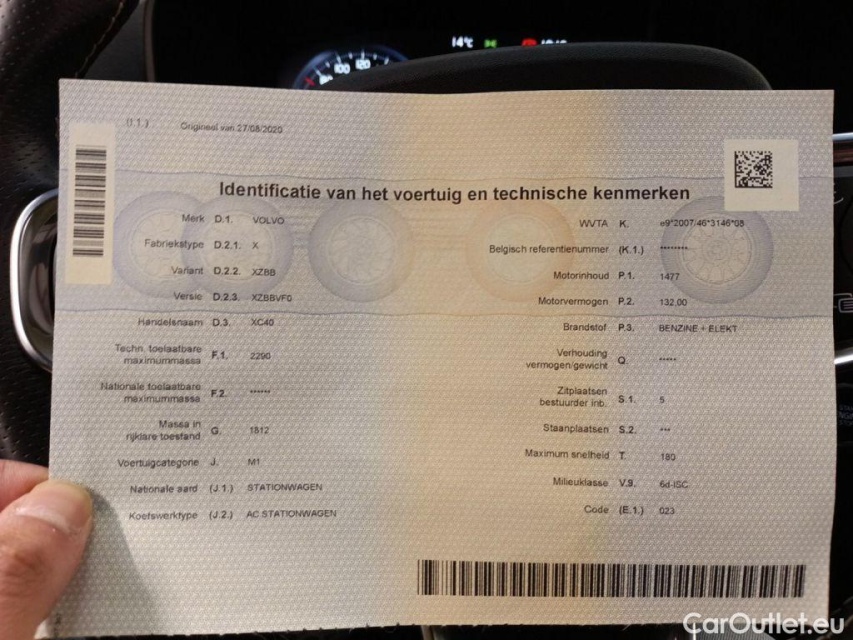 14°C
100 120
(I.1.) Origineel van 27/08/2020
Identificatie van het voertuig en technische kenmerken
Merk D.1. VOLVO
Fabriekstype D.2.1. X
Variant D.2.2. XZBB
Versie D.2.3. XZBBVF0
Handelsnaam D.3. XC40
Techn. toelaatbare
maximummassa F.1. 2290
Nationale toelaatbare
maximummassa F.2. ******
Massa in
rijklare toestand G. 1812
Voertuigcategorie J. M1
Nationale aard (J.1.) STATIONWAGEN
Koetswerktype (J.2.) AC STATIONWAGEN
WVTA K. e9*2007/46*3146*08
Belgisch referentienummer (K.1.) ********
Motorinhoud P.1. 1477
Motorvermogen P.2. 132,00
Brandstof P.3. BENZINE + ELEKT
Verhouding
vermogen/gewicht Q. *****
Zitplaatsen
bestuurder inb. S.1. 5
Staanplaatsen S.2. ***
Maximum snelheid T. 180
Milieuklasse V.9. 6d-ISC
Code (E.1.) 023
CarOutlet.eu